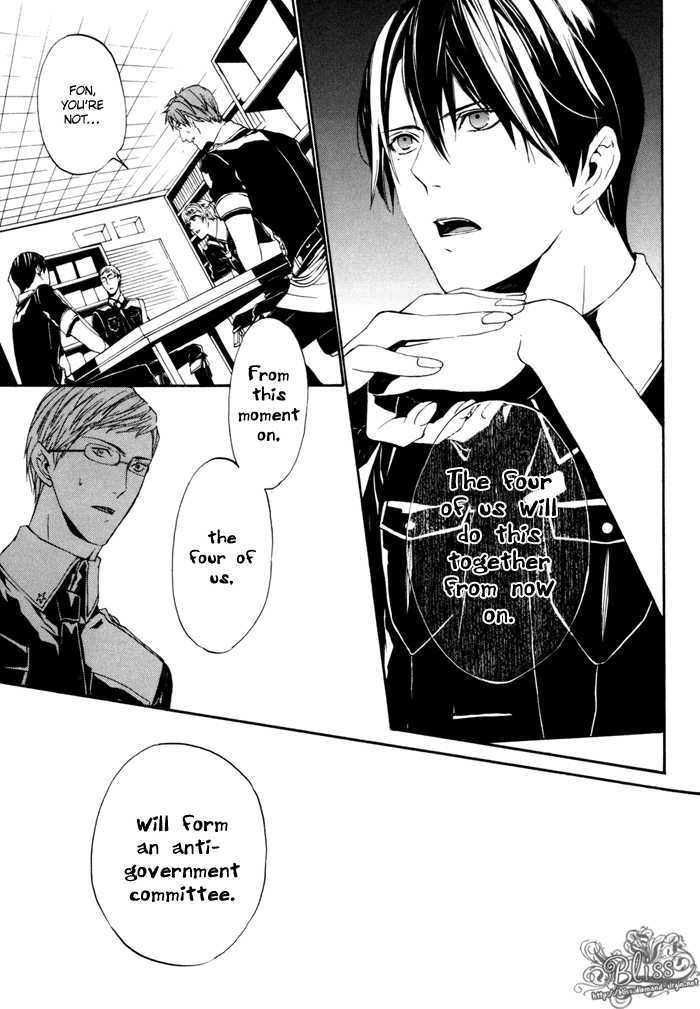 The four
of us will
do this
together
from now
on.
FON,
YOU'RE
NOT...
From
this
moment
on.
the
four of
us.
Will form
an anti-
government
committee.
Bliss